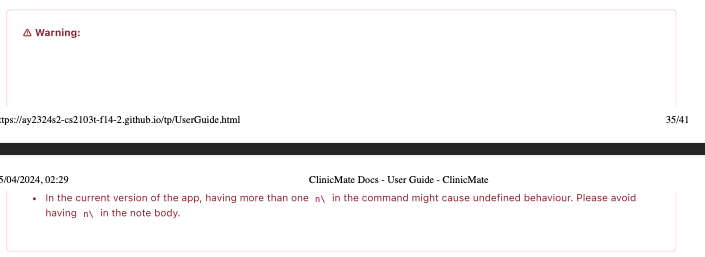 ⚠ Warning:
ttps://ay2324s2-cs2103t-f14-2.github.io/tp/UserGuide.html 35/41
5/04/2024, 02:29 ClinicMate Docs - User Guide - ClinicMate
• In the current version of the app, having more than one n\ in the command might cause undefined behaviour. Please avoid
having n\ in the note body.